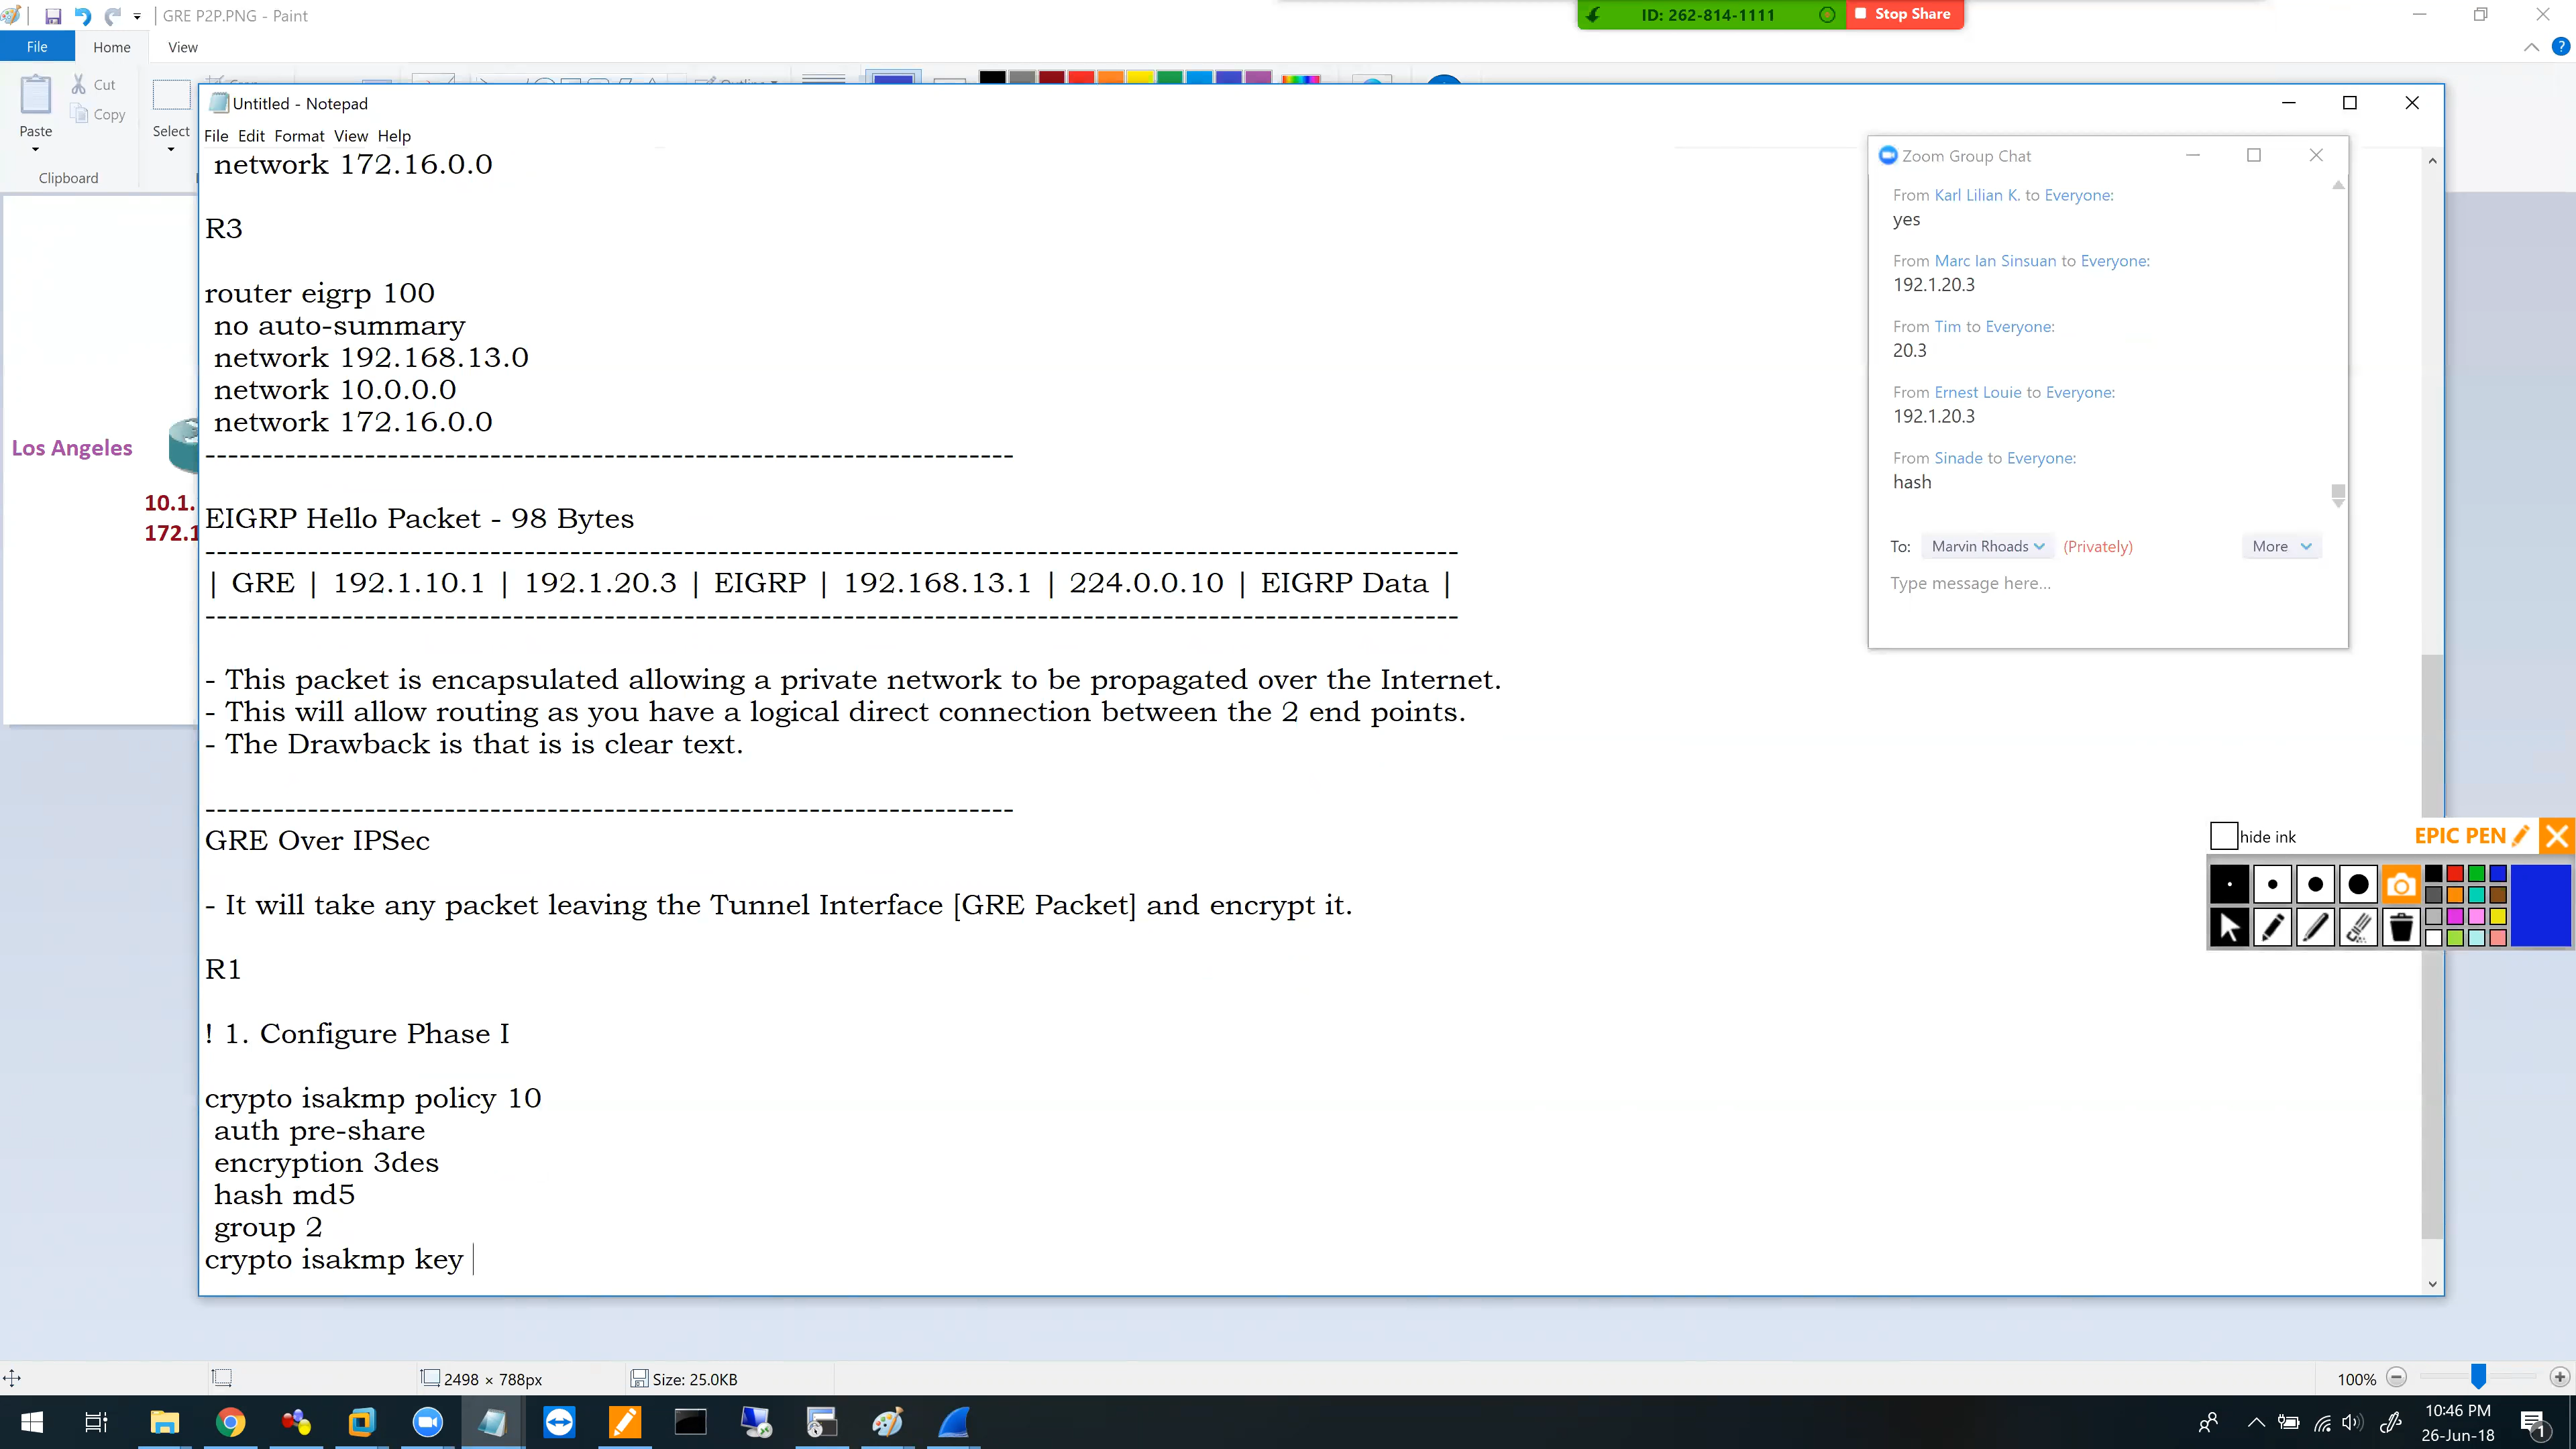 GRE P2P.PNG - Paint
ID: 262-814-1111
Stop Share
File
Home
View
Cut
Copy
Paste
Clipboard
Select
Untitled - Notepad
File Edit Format View Help
network 172.16.0.0
R3
router eigrp 100
no auto-summary
network 192.168.13.0
network 10.0.0.0
network 172.16.0.0
----------------------------------------------------------------------
EIGRP Hello Packet - 98 Bytes
-------------------------------------------------------------------------------------------------------------
| GRE | 192.1.10.1 | 192.1.20.3 | EIGRP | 192.168.13.1 | 224.0.0.10 | EIGRP Data |
-------------------------------------------------------------------------------------------------------------
- This packet is encapsulated allowing a private network to be propagated over the Internet.
- This will allow routing as you have a logical direct connection between the 2 end points.
- The Drawback is that is is clear text.
----------------------------------------------------------------------
GRE Over IPSec
- It will take any packet leaving the Tunnel Interface [GRE Packet] and encrypt it.
R1
! 1. Configure Phase I
crypto isakmp policy 10
auth pre-share
encryption 3des
hash md5
group 2
crypto isakmp key
Los Angeles
10.1.
172.1
Zoom Group Chat
From Karl Lilian K. to Everyone:
yes
From Marc Ian Sinsuan to Everyone:
192.1.20.3
From Tim to Everyone:
20.3
From Ernest Louie to Everyone:
192.1.20.3
From Sinade to Everyone:
hash
To: Marvin Rhoads (Privately)
More
Type message here...
hide ink
EPIC PEN
2498 × 788px
Size: 25.0KB
100%
10:46 PM
26-Jun-18
1